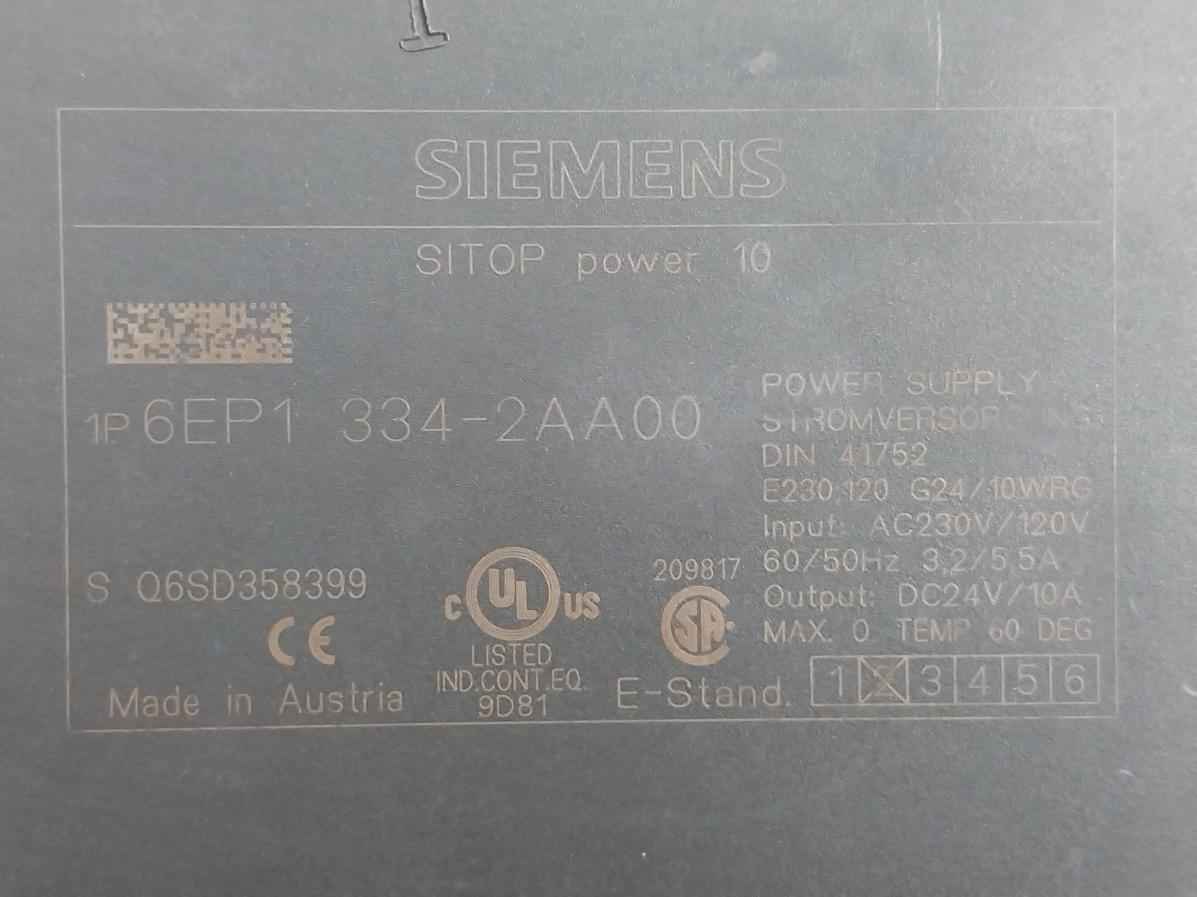 SIEMENS
SITOP power 10
1P 6EP1 334-2AA00
POWER SUPPLY
DIN 41752
E230/120 G24/10WRG
Input: AC230V/120V
60/50Hz 3,2/5,5A
Output: DC24V/10A
MAX. O. TEMP 60 DEG
S Q6SD358399
CE
C UL US
LISTED
IND.CONT.EQ.
9D81
209817
SA
Made in Austria
E-Stand. 1 X 3 4 5 6